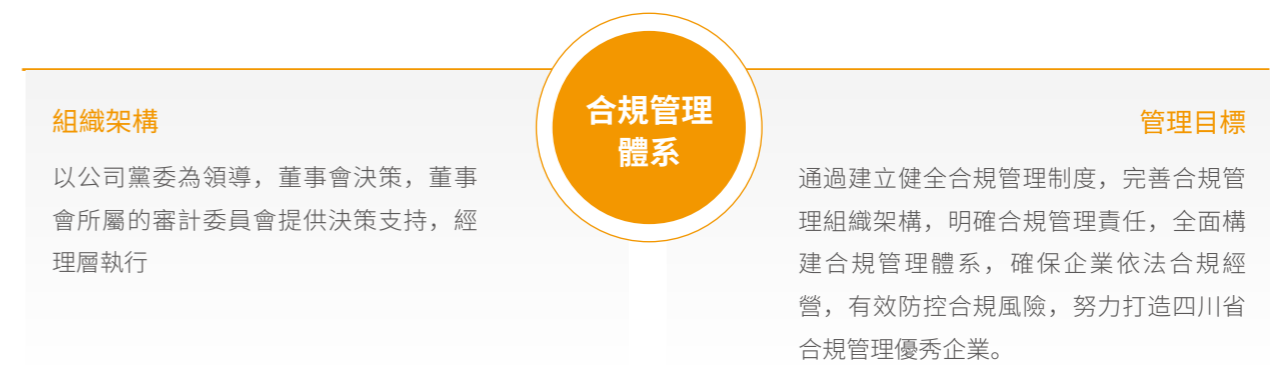 合規管理
體系
組織架構
以公司黨委為領導，董事會決策，董事
會所屬的審計委員會提供決策支持，經
理層執行
管理目標
通過建立健全合規管理制度，完善合規管
理組織架構，明確合規管理責任，全面構
建合規管理體系，確保企業依法合規經
營，有效防控合規風險，努力打造四川省
合規管理優秀企業。